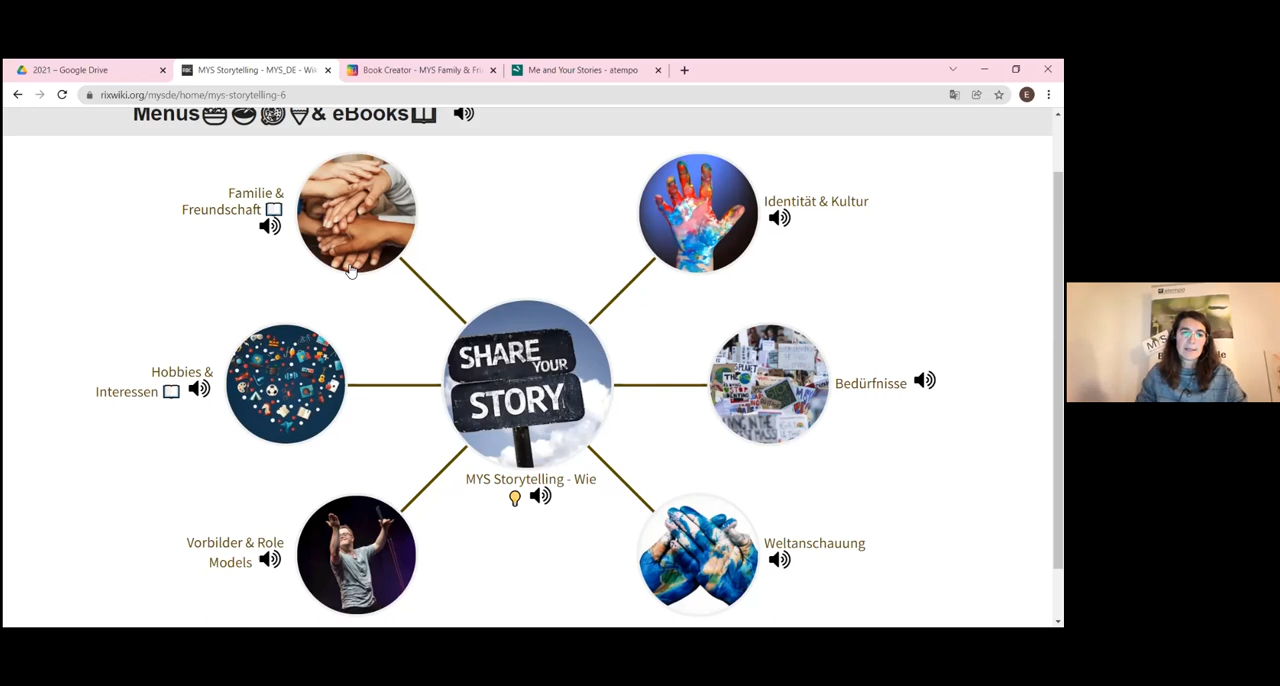 2021 – Google Drive
MYS Storytelling - MYS_DE - Wi
Book Creator - MYS Family & Fri
Me and Your Stories - atempo
rixwiki.org/mysde/home/mys-storytelling-6
E
Menus & eBooks
Familie &
Freundschaft
Identität & Kultur
Hobbies &
Interessen
SHARE
YOUR
STORY
Bedürfnisse
MYS Storytelling - Wie
Vorbilder & Role
Models
Weltanschauung
atempo